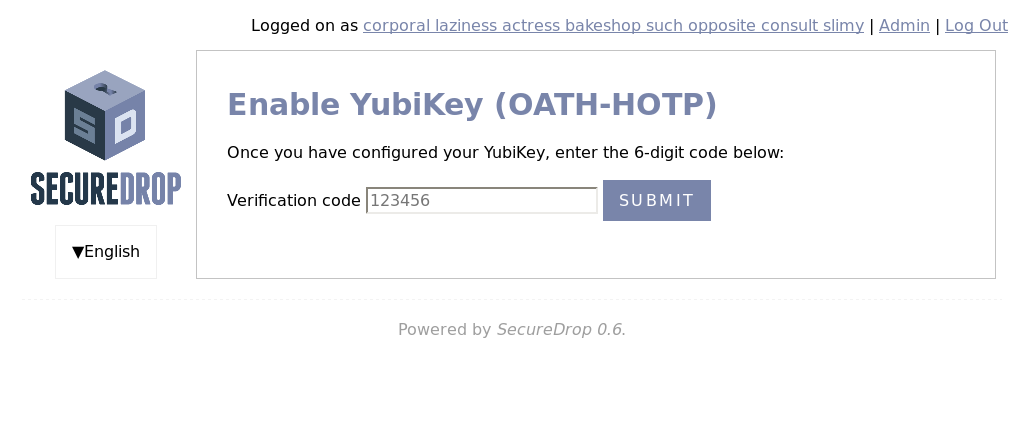 Logged on as corporal laziness actress bakeshop such opposite consult slimy | Admin | Log Out
SD
SECUREDROP
▼English
Enable YubiKey (OATH-HOTP)
Once you have configured your YubiKey, enter the 6-digit code below:
Verification code 123456 SUBMIT
Powered by SecureDrop 0.6.